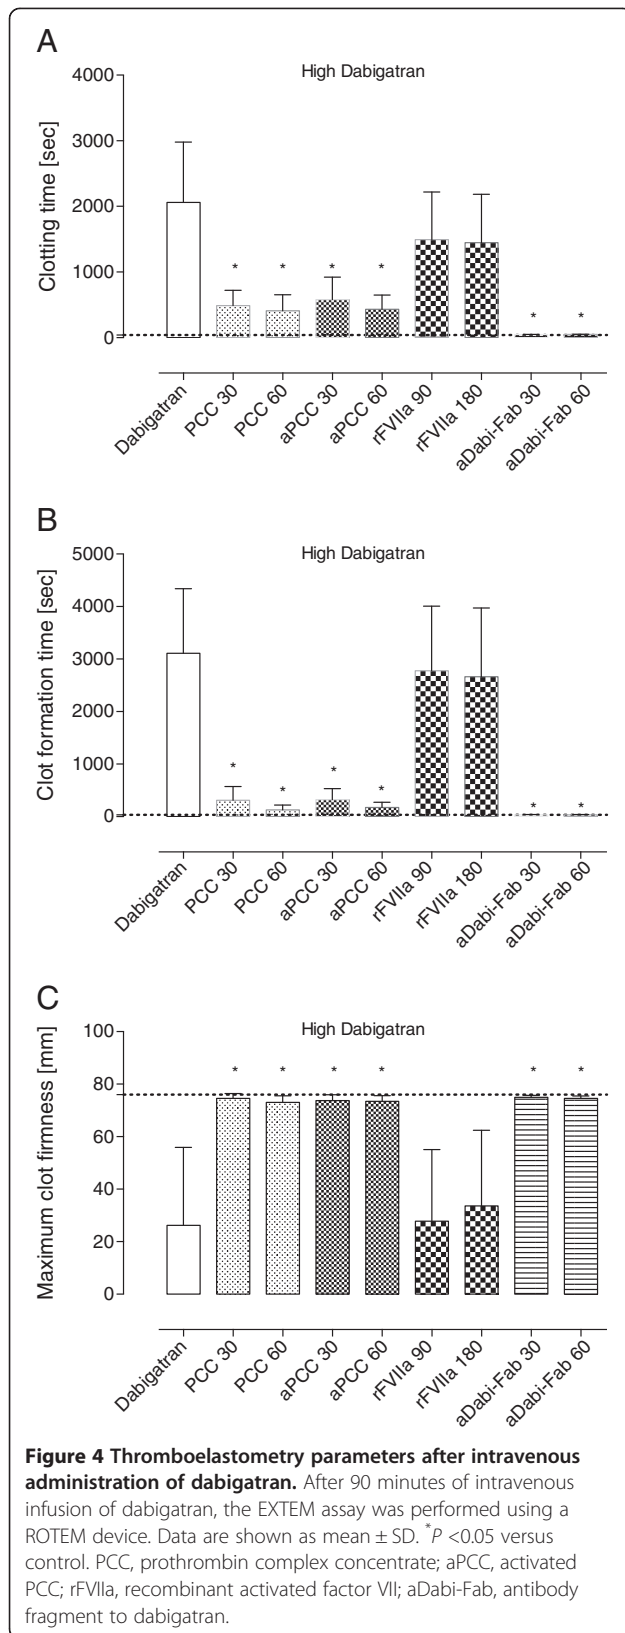 A
High Dabigatran
Clotting time [sec]
4000
3000
2000
1000
0
* * * * * *
Dabigatran
PCC 30
PCC 60
aPCC 30
aPCC 60
rFVIIa 90
rFVIIa 180
aDabi-Fab 30
aDabi-Fab 60
B
High Dabigatran
Clot formation time [sec]
5000
4000
3000
2000
1000
0
* * * * * *
Dabigatran
PCC 30
PCC 60
aPCC 30
aPCC 60
rFVIIa 90
rFVIIa 180
aDabi-Fab 30
aDabi-Fab 60
C
High Dabigatran
Maximum clot firmness [mm]
100
80
60
40
20
0
* * * * * *
Dabigatran
PCC 30
PCC 60
aPCC 30
aPCC 60
rFVIIa 90
rFVIIa 180
aDabi-Fab 30
aDabi-Fab 60
Figure 4 Thromboelastometry parameters after intravenous
administration of dabigatran. After 90 minutes of intravenous
infusion of dabigatran, the EXTEM assay was performed using a
ROTEM device. Data are shown as mean ± SD. *P <0.05 versus
control. PCC, prothrombin complex concentrate; aPCC, activated
PCC; rFVIIa, recombinant activated factor VII; aDabi-Fab, antibody
fragment to dabigatran.